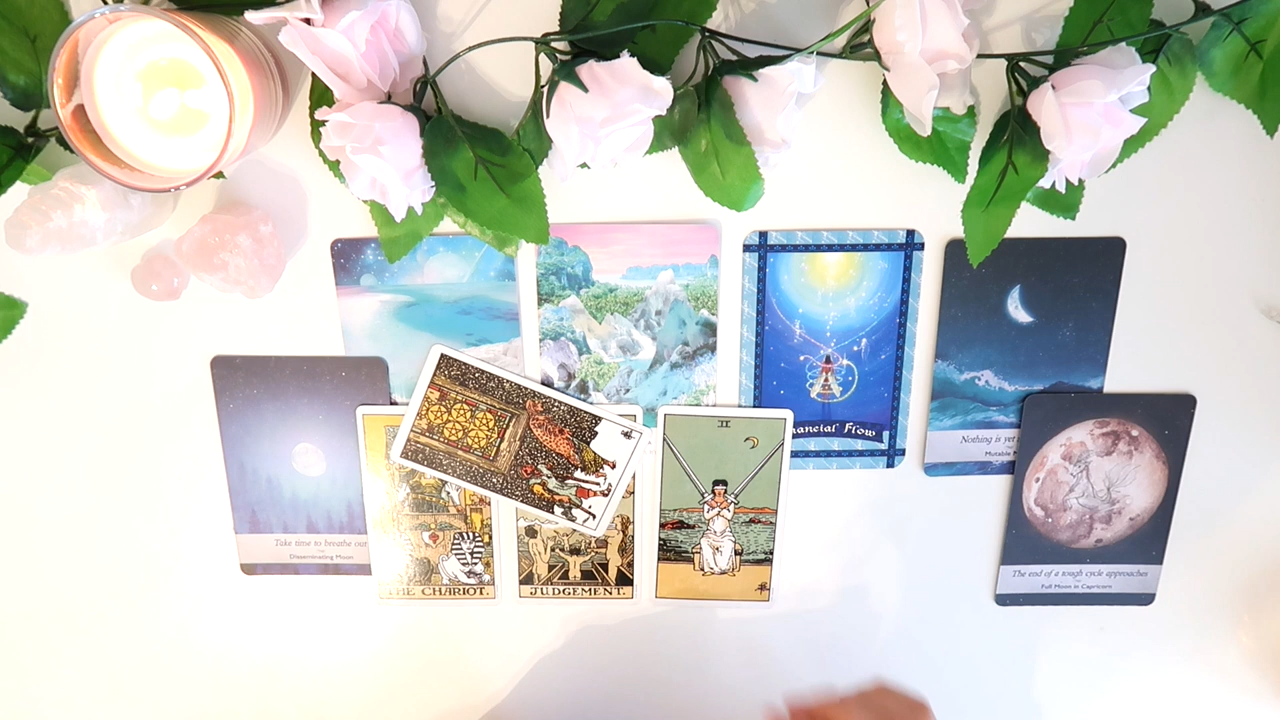 nancial Flow
Nothing is yet
Mutable M
II
Take time to breathe out
Disseminating Moon
THE CHARIOT.
JUDGEMENT.
The end of a tough cycle approaches
Full Moon in Capricorn